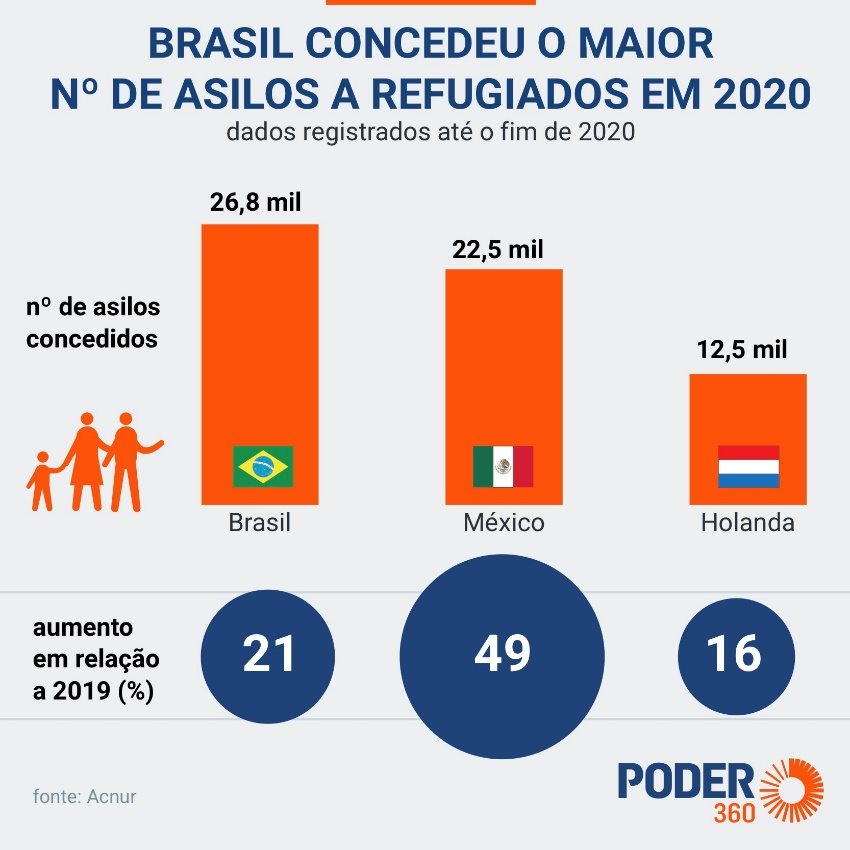 BRASIL CONCEDEU O MAIOR
Nº DE ASILOS A REFUGIADOS EM 2020
dados registrados até o fim de 2020
nº de asilos
concedidos
26,8 mil
22,5 mil
12,5 mil
Brasil
México
Holanda
aumento
em relação
a 2019 (%)
21
49
16
fonte: Acnur
PODER
360